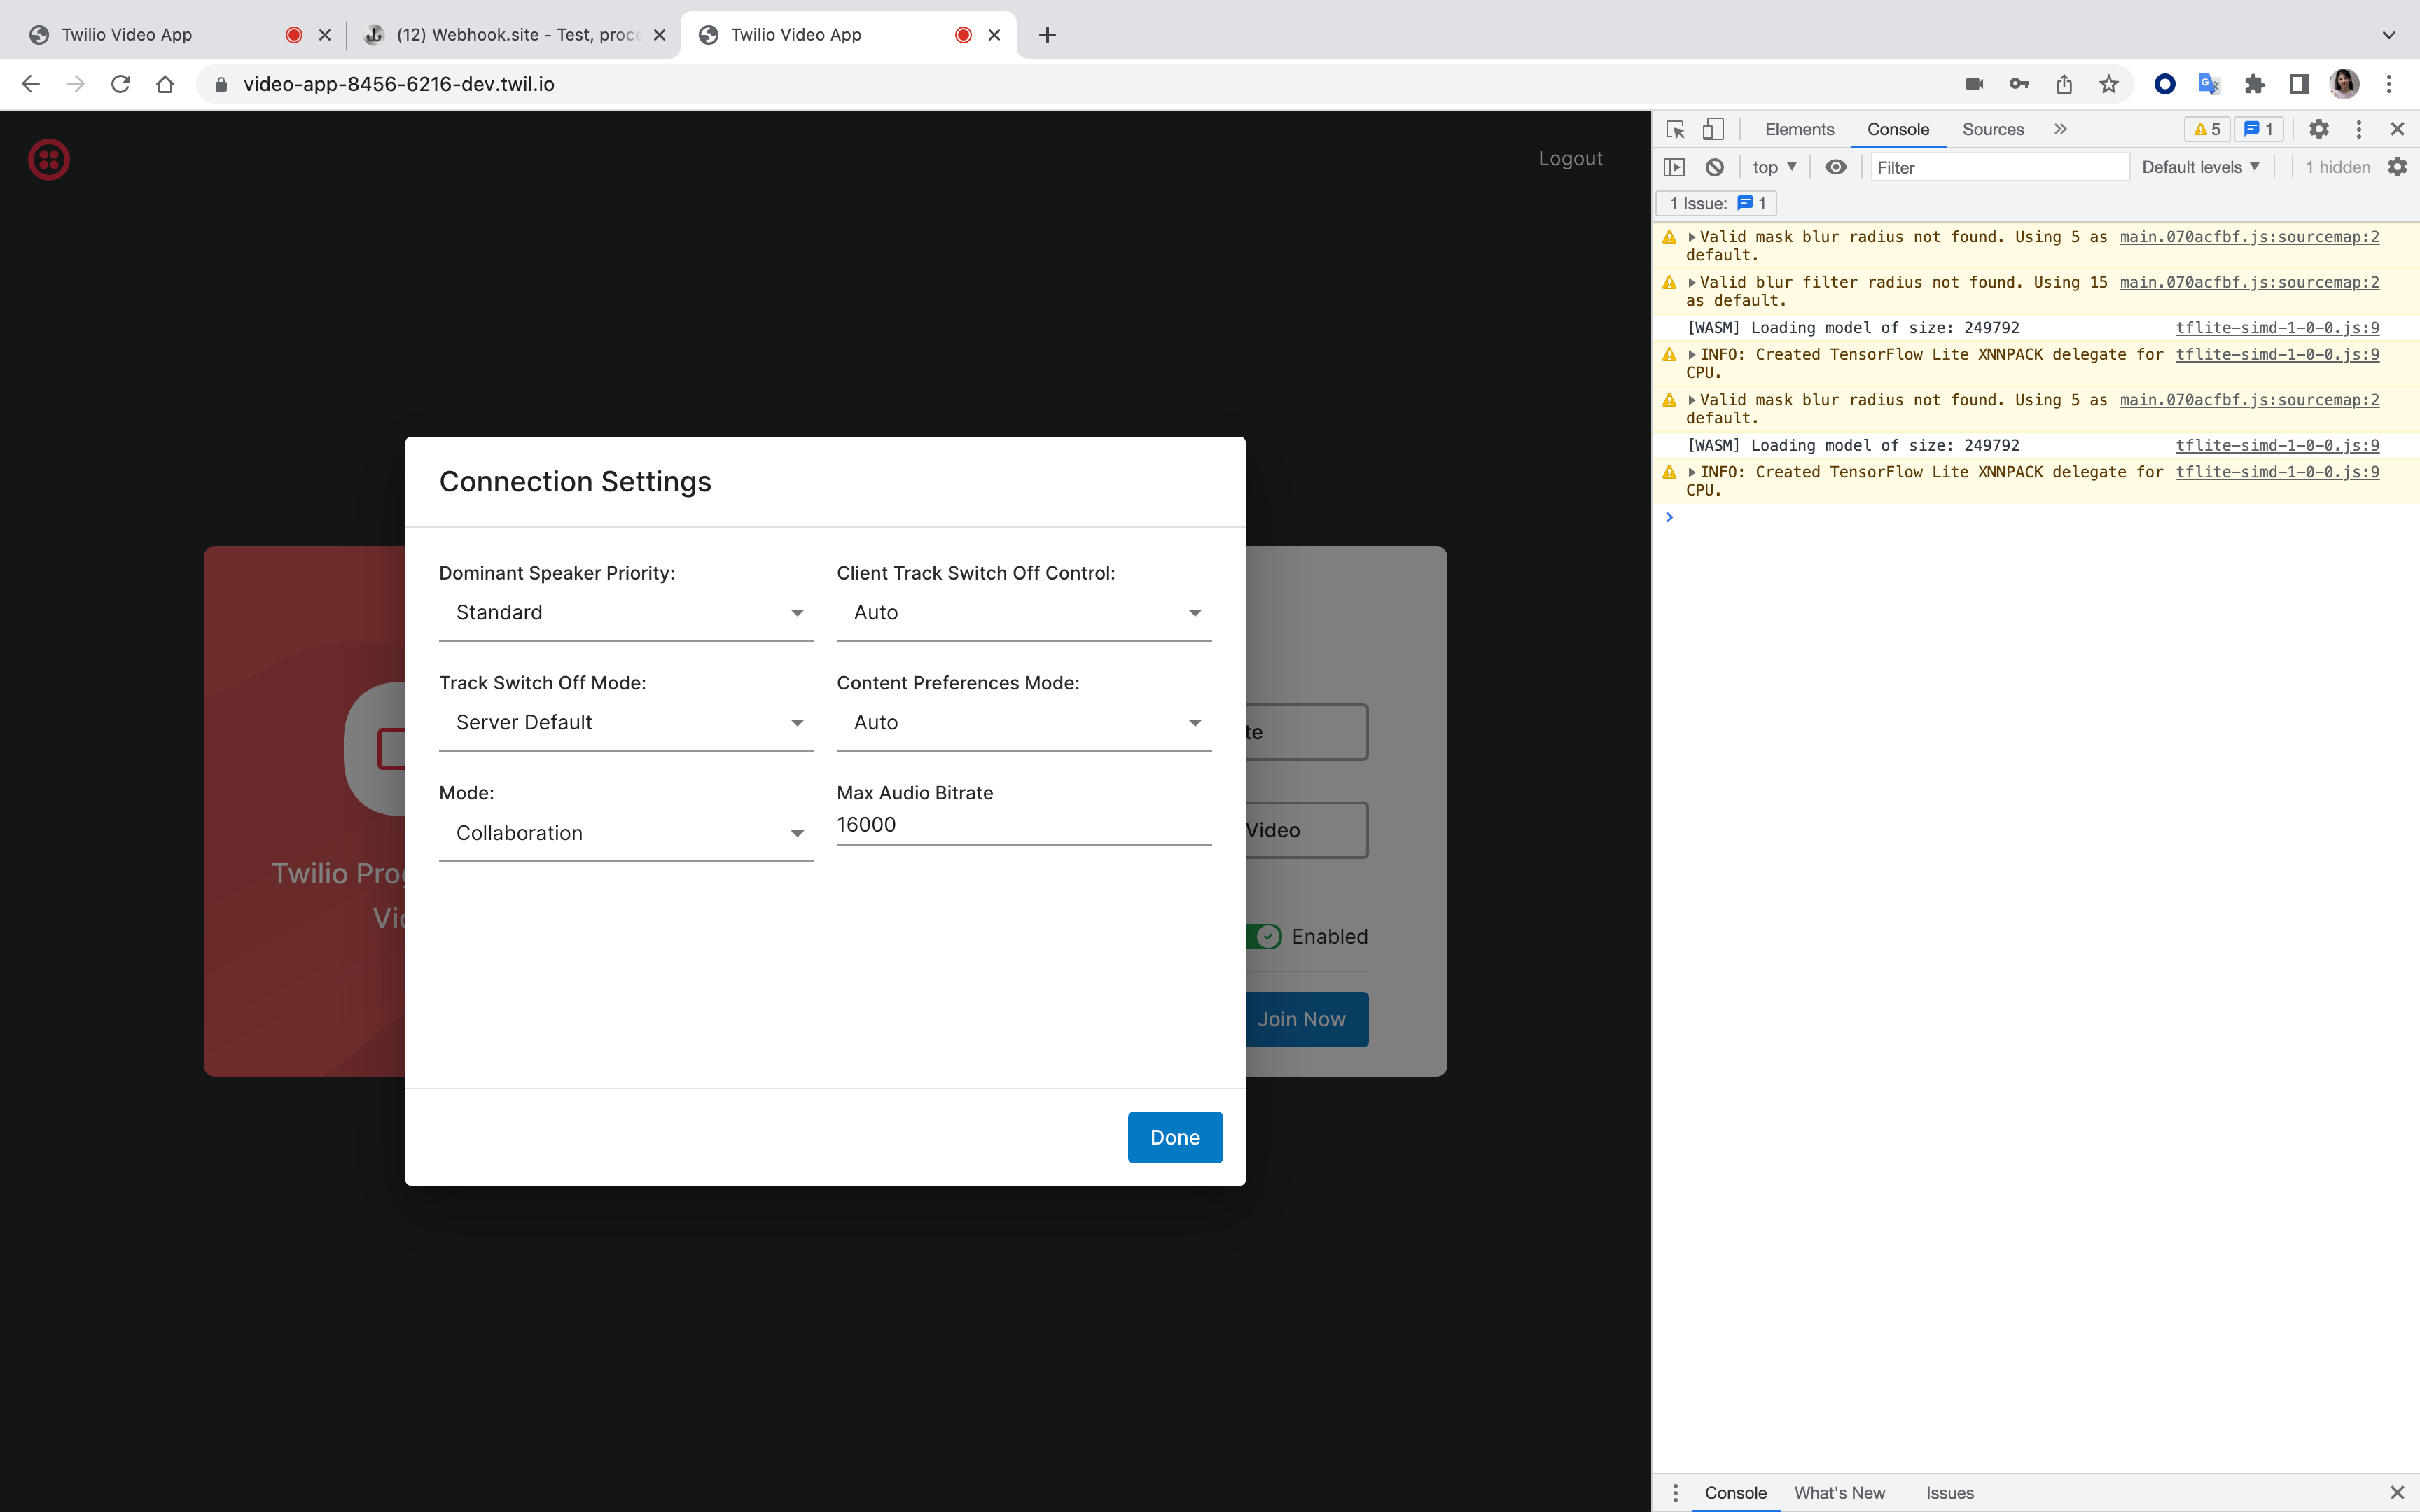 Twilio Video App
(12) Webhook.site - Test, proce
Twilio Video App
video-app-8456-6216-dev.twil.io
Logout
Elements Console Sources
5 1
top Filter Default levels 1 hidden
1 Issue: 1
Valid mask blur radius not found. Using 5 as main.070acfbf.js:sourcemap:2
default.
Valid blur filter radius not found. Using 15 main.070acfbf.js:sourcemap:2
as default.
[WASM] Loading model of size: 249792 tflite-simd-1-0-0.js:9
INFO: Created TensorFlow Lite XNNPACK delegate for tflite-simd-1-0-0.js:9
CPU.
Valid mask blur radius not found. Using 5 as main.070acfbf.js:sourcemap:2
default.
[WASM] Loading model of size: 249792 tflite-simd-1-0-0.js:9
INFO: Created TensorFlow Lite XNNPACK delegate for tflite-simd-1-0-0.js:9
CPU.
Connection Settings
Dominant Speaker Priority:
Standard
Client Track Switch Off Control:
Auto
Track Switch Off Mode:
Server Default
Content Preferences Mode:
Auto
Mode:
Collaboration
Max Audio Bitrate
16000
Done
Twilio Prog
Vid
te
Video
Enabled
Join Now
Console What's New Issues